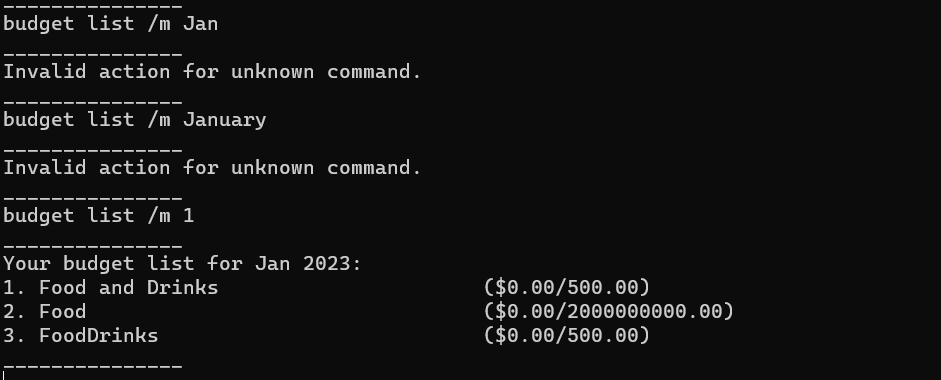 _______________
budget list /m Jan
_______________
Invalid action for unknown command.
_______________
budget list /m January
_______________
Invalid action for unknown command.
_______________
budget list /m 1
_______________
Your budget list for Jan 2023:
1. Food and Drinks                      ($0.00/500.00)
2. Food                                 ($0.00/2000000000.00)
3. FoodDrinks                           ($0.00/500.00)
_______________